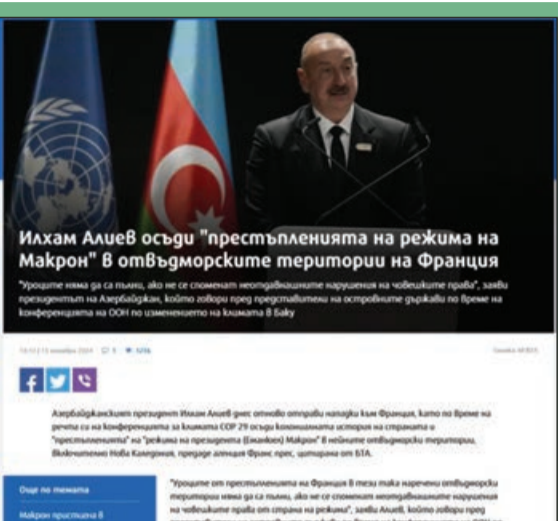 Илхам Алиев осъди "престъпленията на режима на
Макрон" в отвъдморските територии на Франция
"Уроците няма да са пълни, ако не се споменат неотдавнашните нарушения на човешките права", заяви
президентът на Азербайджан, който говори пред представители на островните държави по време на
конференцията на ООН по изменението на климата в Баку
Азербайджанският президент Илхам Алиев днес отново отправи нападки към Франция, като по време на
речта си на конференцията за климата COP 29 осъди колониалната история на страната и
"престъпленията" на "режима на президента (Еманюел) Макрон" в нейните отвъдморски територии,
включително Нова Каледония, предаде агенция Франс прес, цитирана от БТА.
Още по темата
Макрон пристигна в
"Уроците от престъпленията на Франция в тези така наречени отвъдморски
територии няма да са пълни, ако не се споменат неотдавнашните нарушения
на човешките права от страна на режима", заяви Алиев, който говори пред